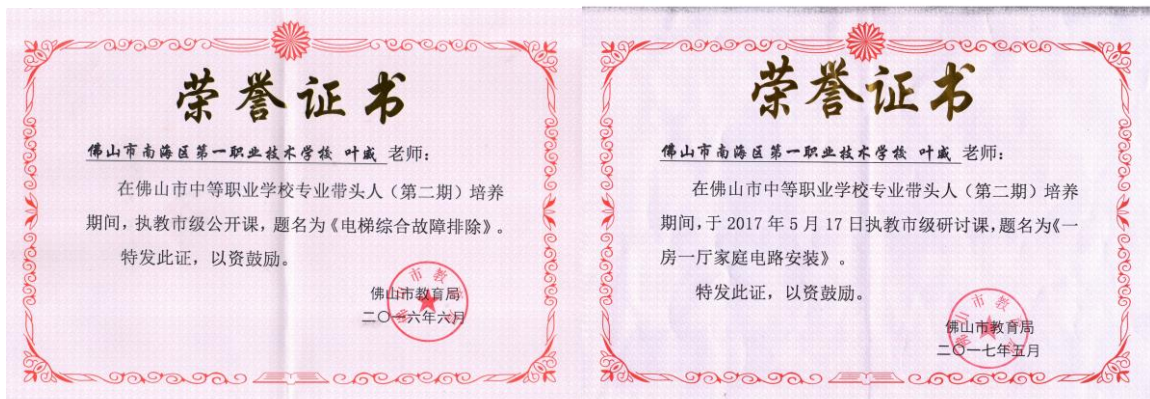 荣誉证书
佛山市南海区第一职业技术学校 叶威 老师：
在佛山市中等职业学校专业带头人（第二期）培养
期间，执教市级公开课，题名为《电梯综合故障排除》。
特发此证，以资鼓励。
佛山市教育局
二〇一六年六月
荣誉证书
佛山市南海区第一职业技术学校 叶威 老师：
在佛山市中等职业学校专业带头人（第二期）培养
期间，于 2017 年 5 月 17 日执教市级研讨课，题名为《一
房一厅家庭电路安装》。
特发此证，以资鼓励。
佛山市教育局
二〇一七年五月